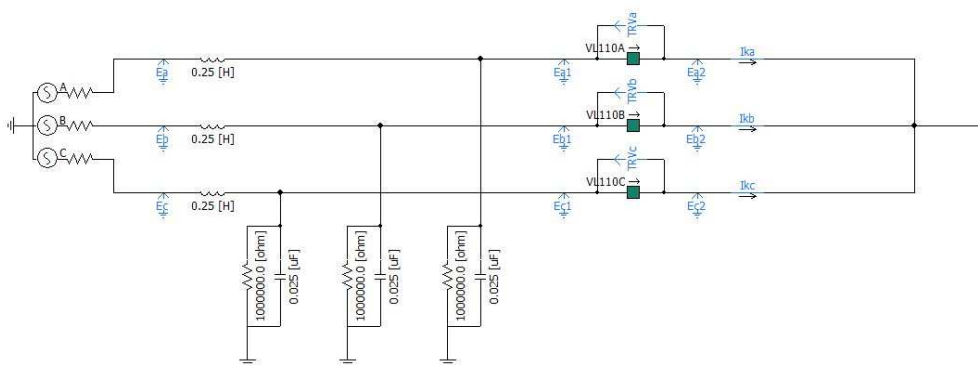 TRVa
VL110A
Ika
A
Ea
0.25 [H]
Ea1
Ea2
TRVb
VL110B
Ikb
B
Eb
0.25 [H]
Eb1
Eb2
TRVc
VL110C
Ikc
C
Ec
0.25 [H]
Ec1
Ec2
1000000.0 [ohm]
0.025 [uF]
1000000.0 [ohm]
0.025 [uF]
1000000.0 [ohm]
0.025 [uF]